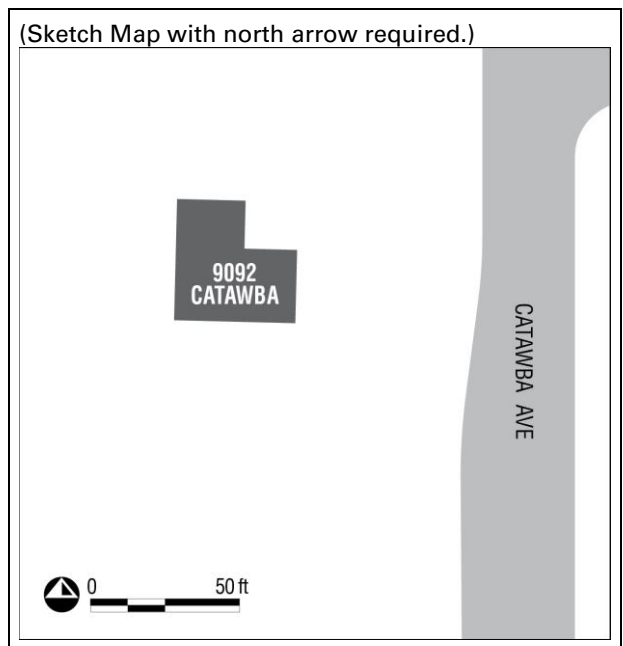 (Sketch Map with north arrow required.)
9092
CATAWBA
CATAWBA AVE
0 50 ft